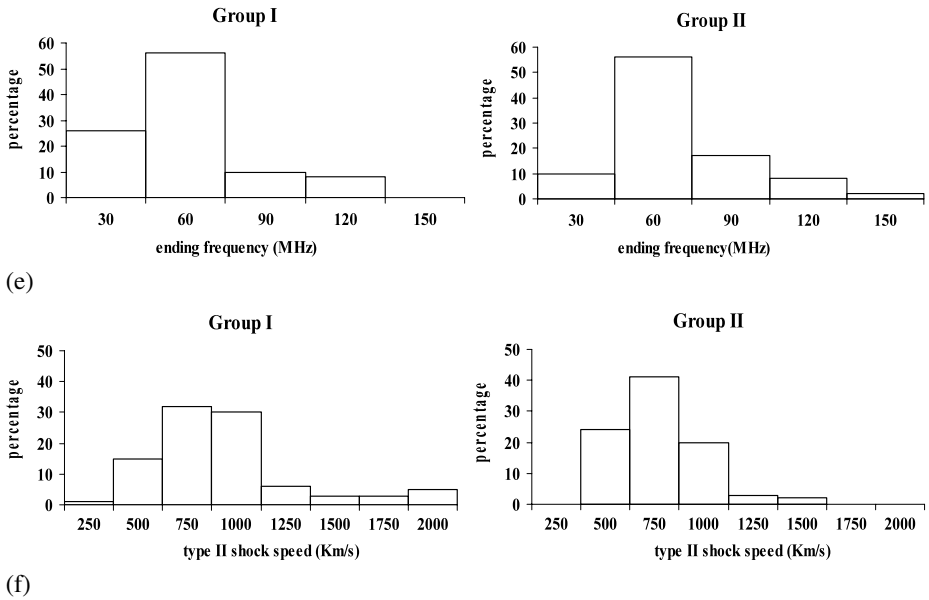 Group I
60
50
40
30
20
10
0
percentage
30 60 90 120 150
ending frequency (MHz)
Group II
60
50
40
30
20
10
0
percentage
30 60 90 120 150
ending frequency(MHz)
(e)
Group I
50
40
30
20
10
0
percentage
250 500 750 1000 1250 1500 1750 2000
type II shock speed (Km/s)
Group II
50
40
30
20
10
0
percentage
250 500 750 1000 1250 1500 1750 2000
type II shock speed (Km/s)
(f)